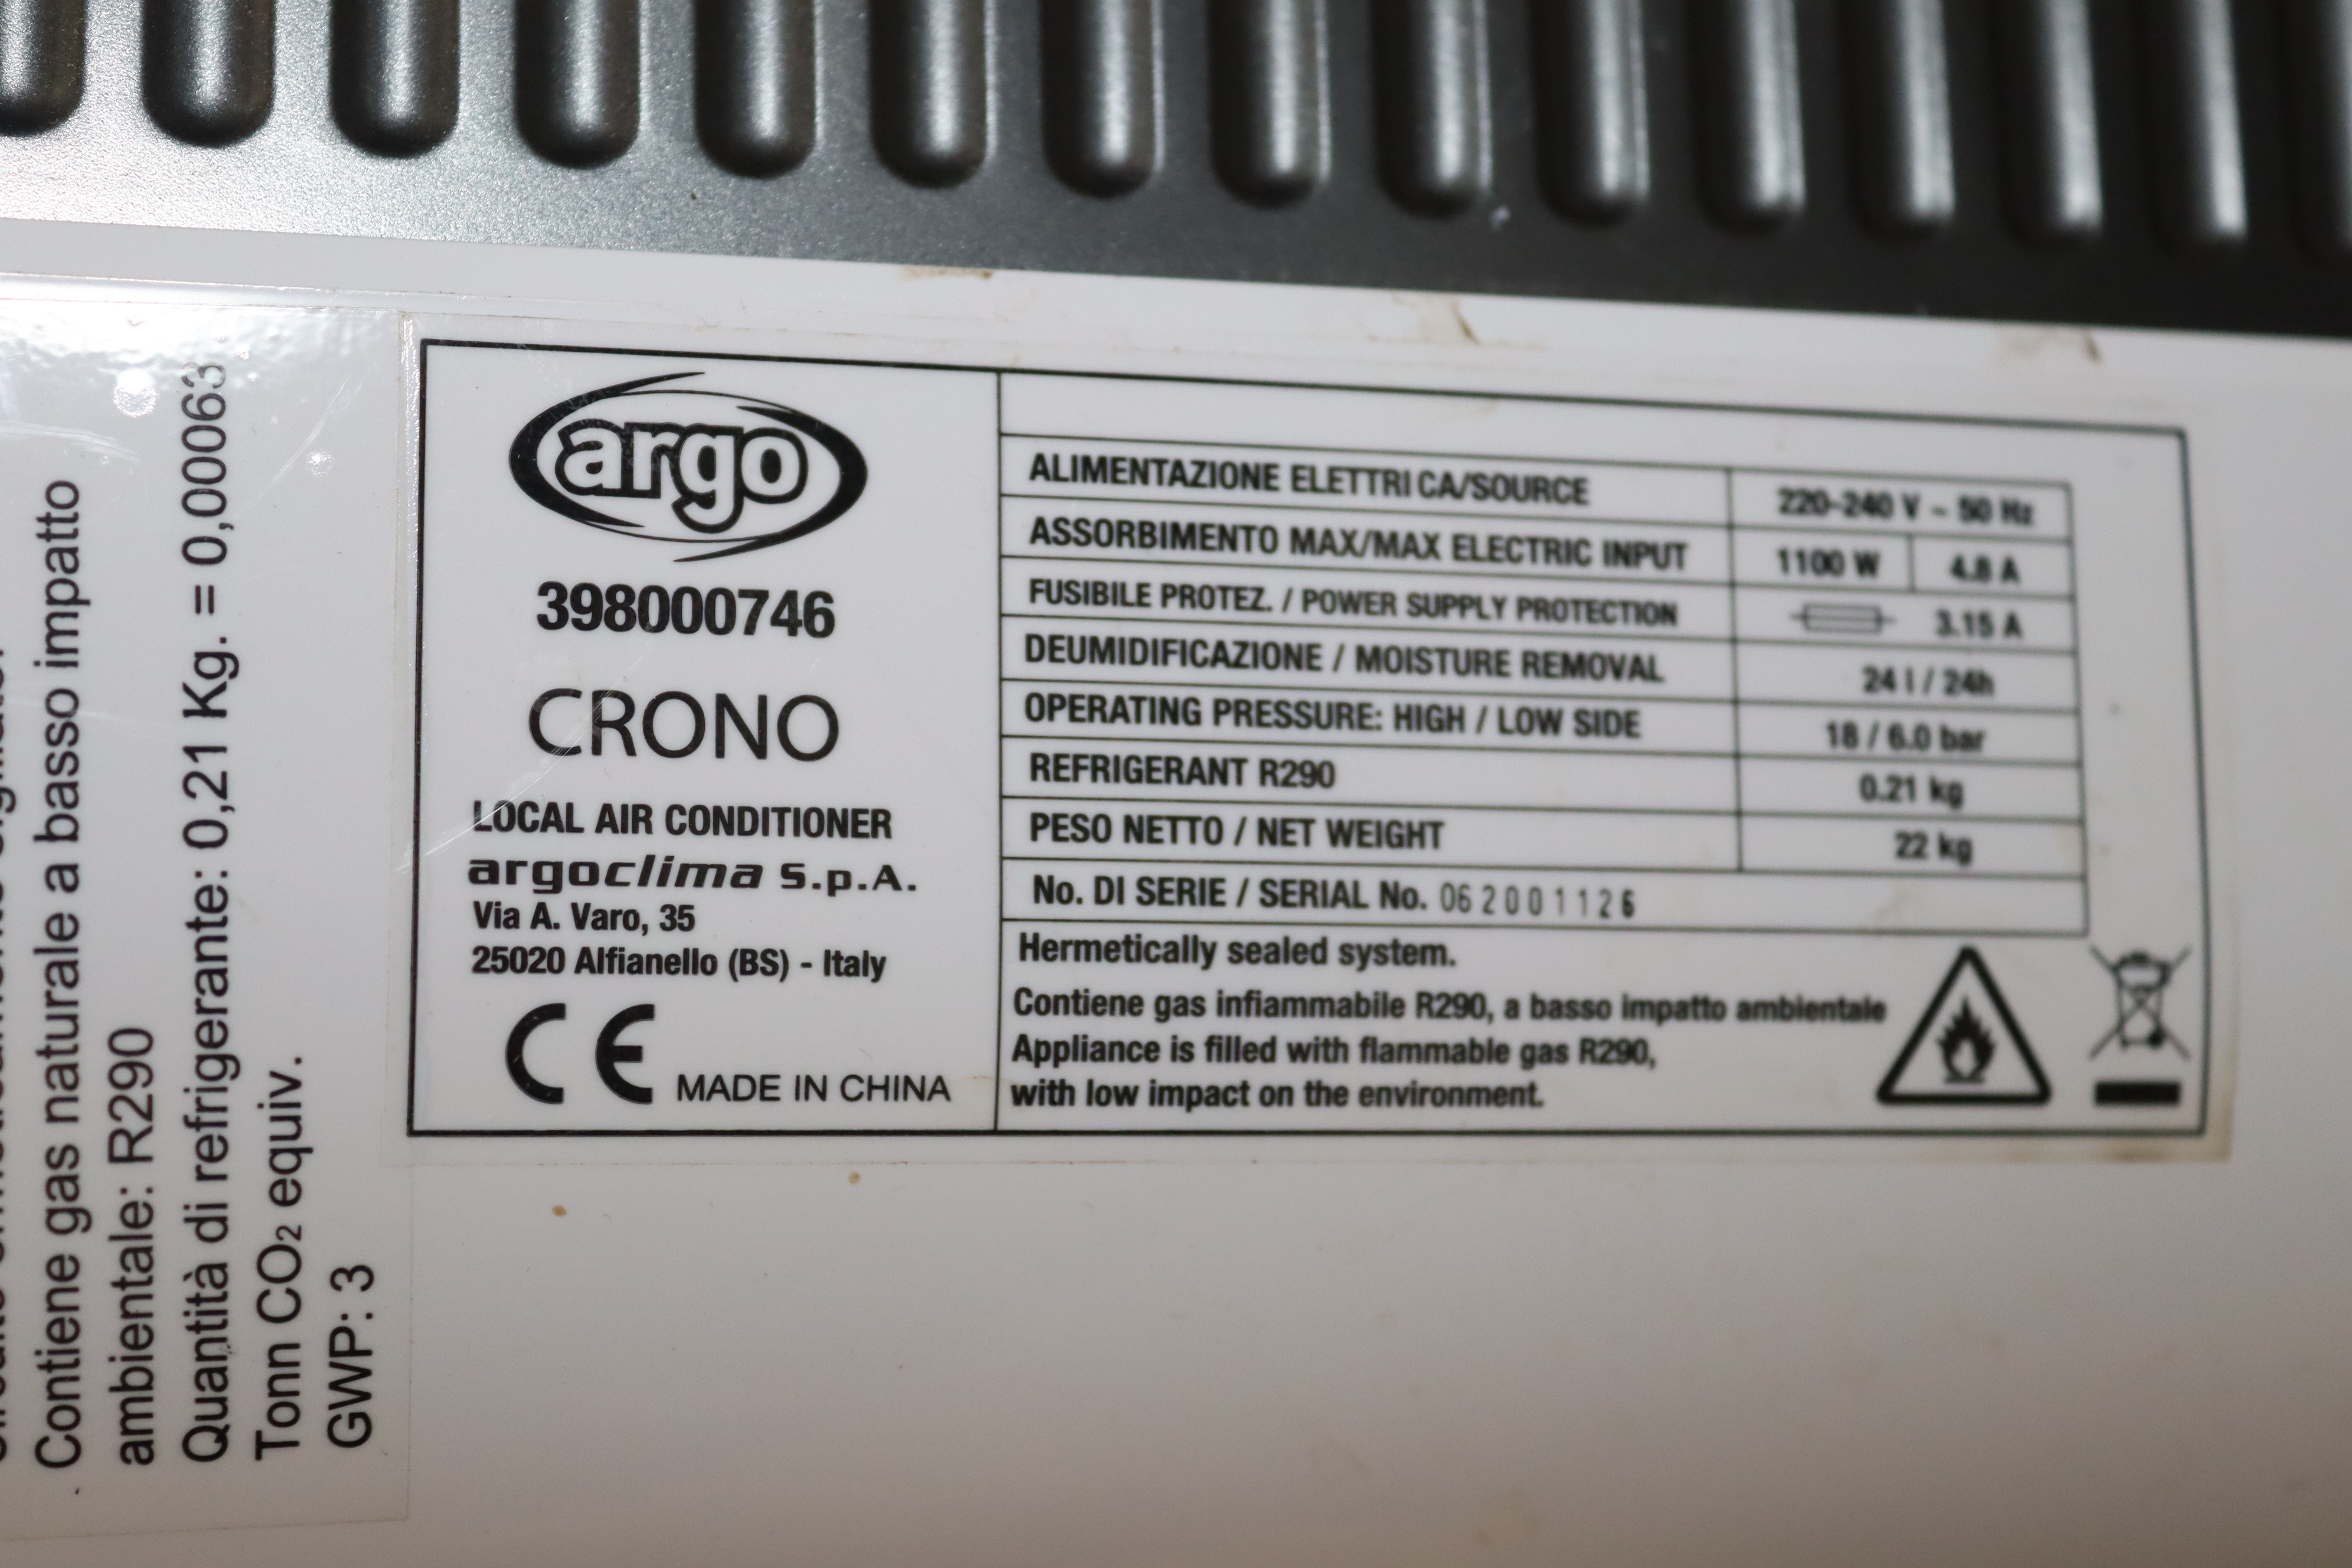 Contiene gas naturale a basso impatto
ambientale: R290
Quantità di refrigerante: 0,21 Kg. = 0,00063
Tonn CO₂ equiv.
GWP: 3
argo
398000746
CRONO
LOCAL AIR CONDITIONER
argoclima S.p.A.
Via A. Varo, 35
25020 Alfianello (BS) - Italy
CE MADE IN CHINA
ALIMENTAZIONE ELETTRI CA/SOURCE 220-240 V ~ 50 Hz
ASSORBIMENTO MAX/MAX ELECTRIC INPUT 1100 W 4.8 A
FUSIBILE PROTEZ. / POWER SUPPLY PROTECTION 3.15 A
DEUMIDIFICAZIONE / MOISTURE REMOVAL 24 l / 24h
OPERATING PRESSURE: HIGH / LOW SIDE 18 / 6.0 bar
REFRIGERANT R290 0.21 kg
PESO NETTO / NET WEIGHT 22 kg
No. DI SERIE / SERIAL No. 062001126
Hermetically sealed system.
Contiene gas infiammabile R290, a basso impatto ambientale
Appliance is filled with flammable gas R290,
with low impact on the environment.